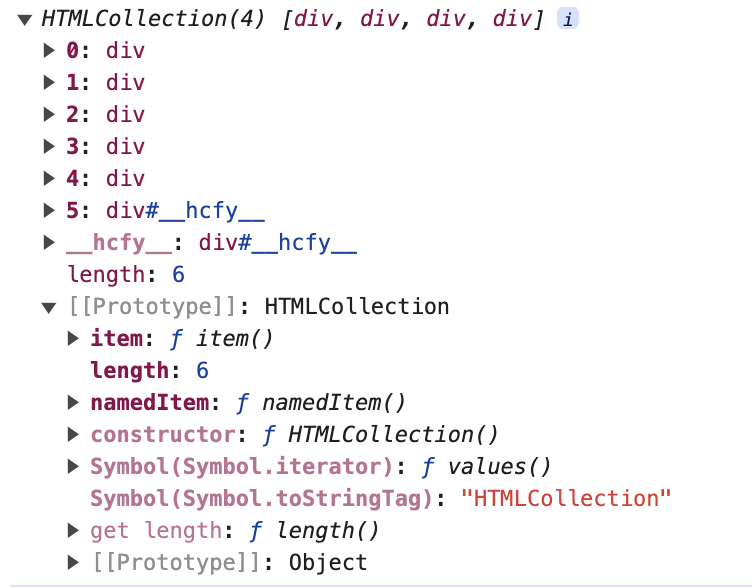 ▼ HTMLCollection(4) [div, div, div, div] i
▶ 0: div
▶ 1: div
▶ 2: div
▶ 3: div
▶ 4: div
▶ 5: div#__hcfy__
▶ __hcfy__: div#__hcfy__
length: 6
▼ [[Prototype]]: HTMLCollection
▶ item: ƒ item()
length: 6
▶ namedItem: ƒ namedItem()
▶ constructor: ƒ HTMLCollection()
▶ Symbol(Symbol.iterator): ƒ values()
Symbol(Symbol.toStringTag): "HTMLCollection"
▶ get length: ƒ length()
▶ [[Prototype]]: Object